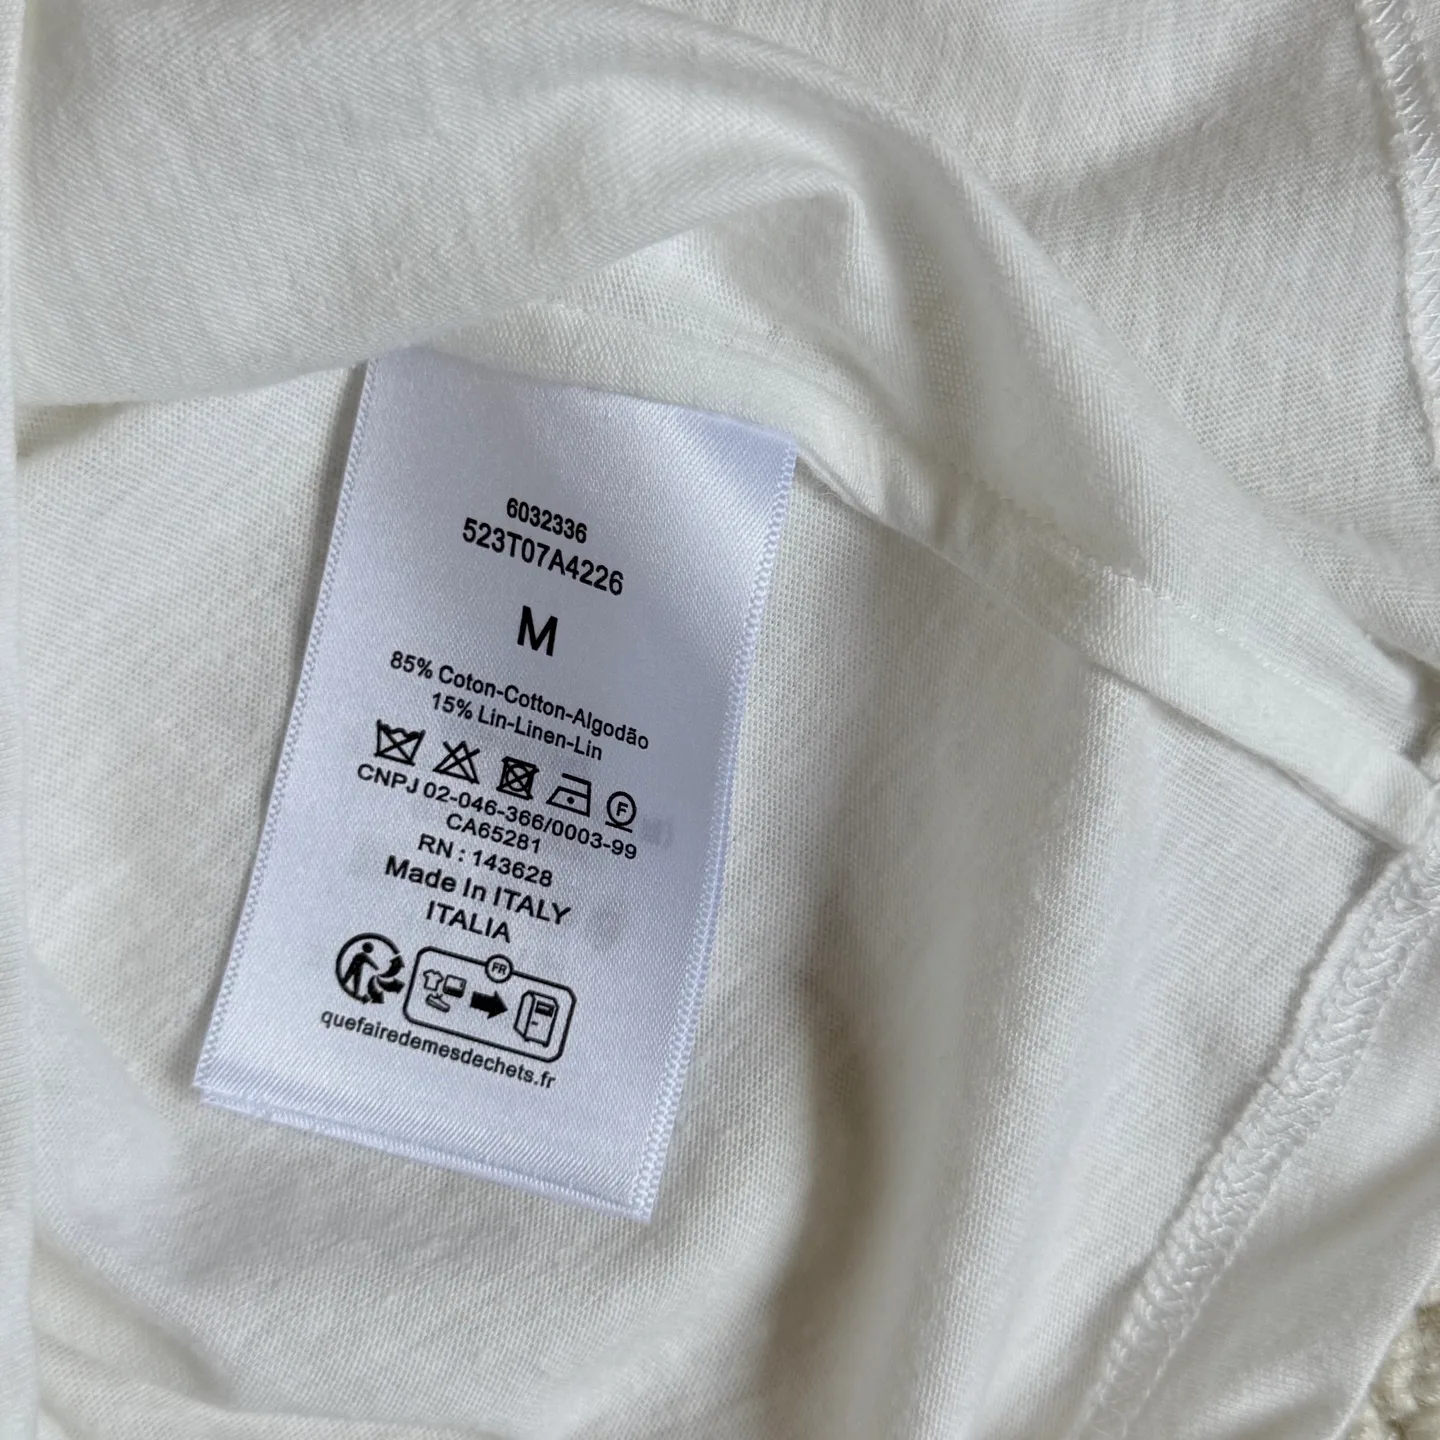 6032336
523T07A4226
M
85% Coton-Cotton-Algodão
15% Lin-Linen-Lin
F
CNPJ 02-046-366/0003-99
CA65281
RN : 143628
Made In ITALY
ITALIA
FR
quefairedemesdechets.fr